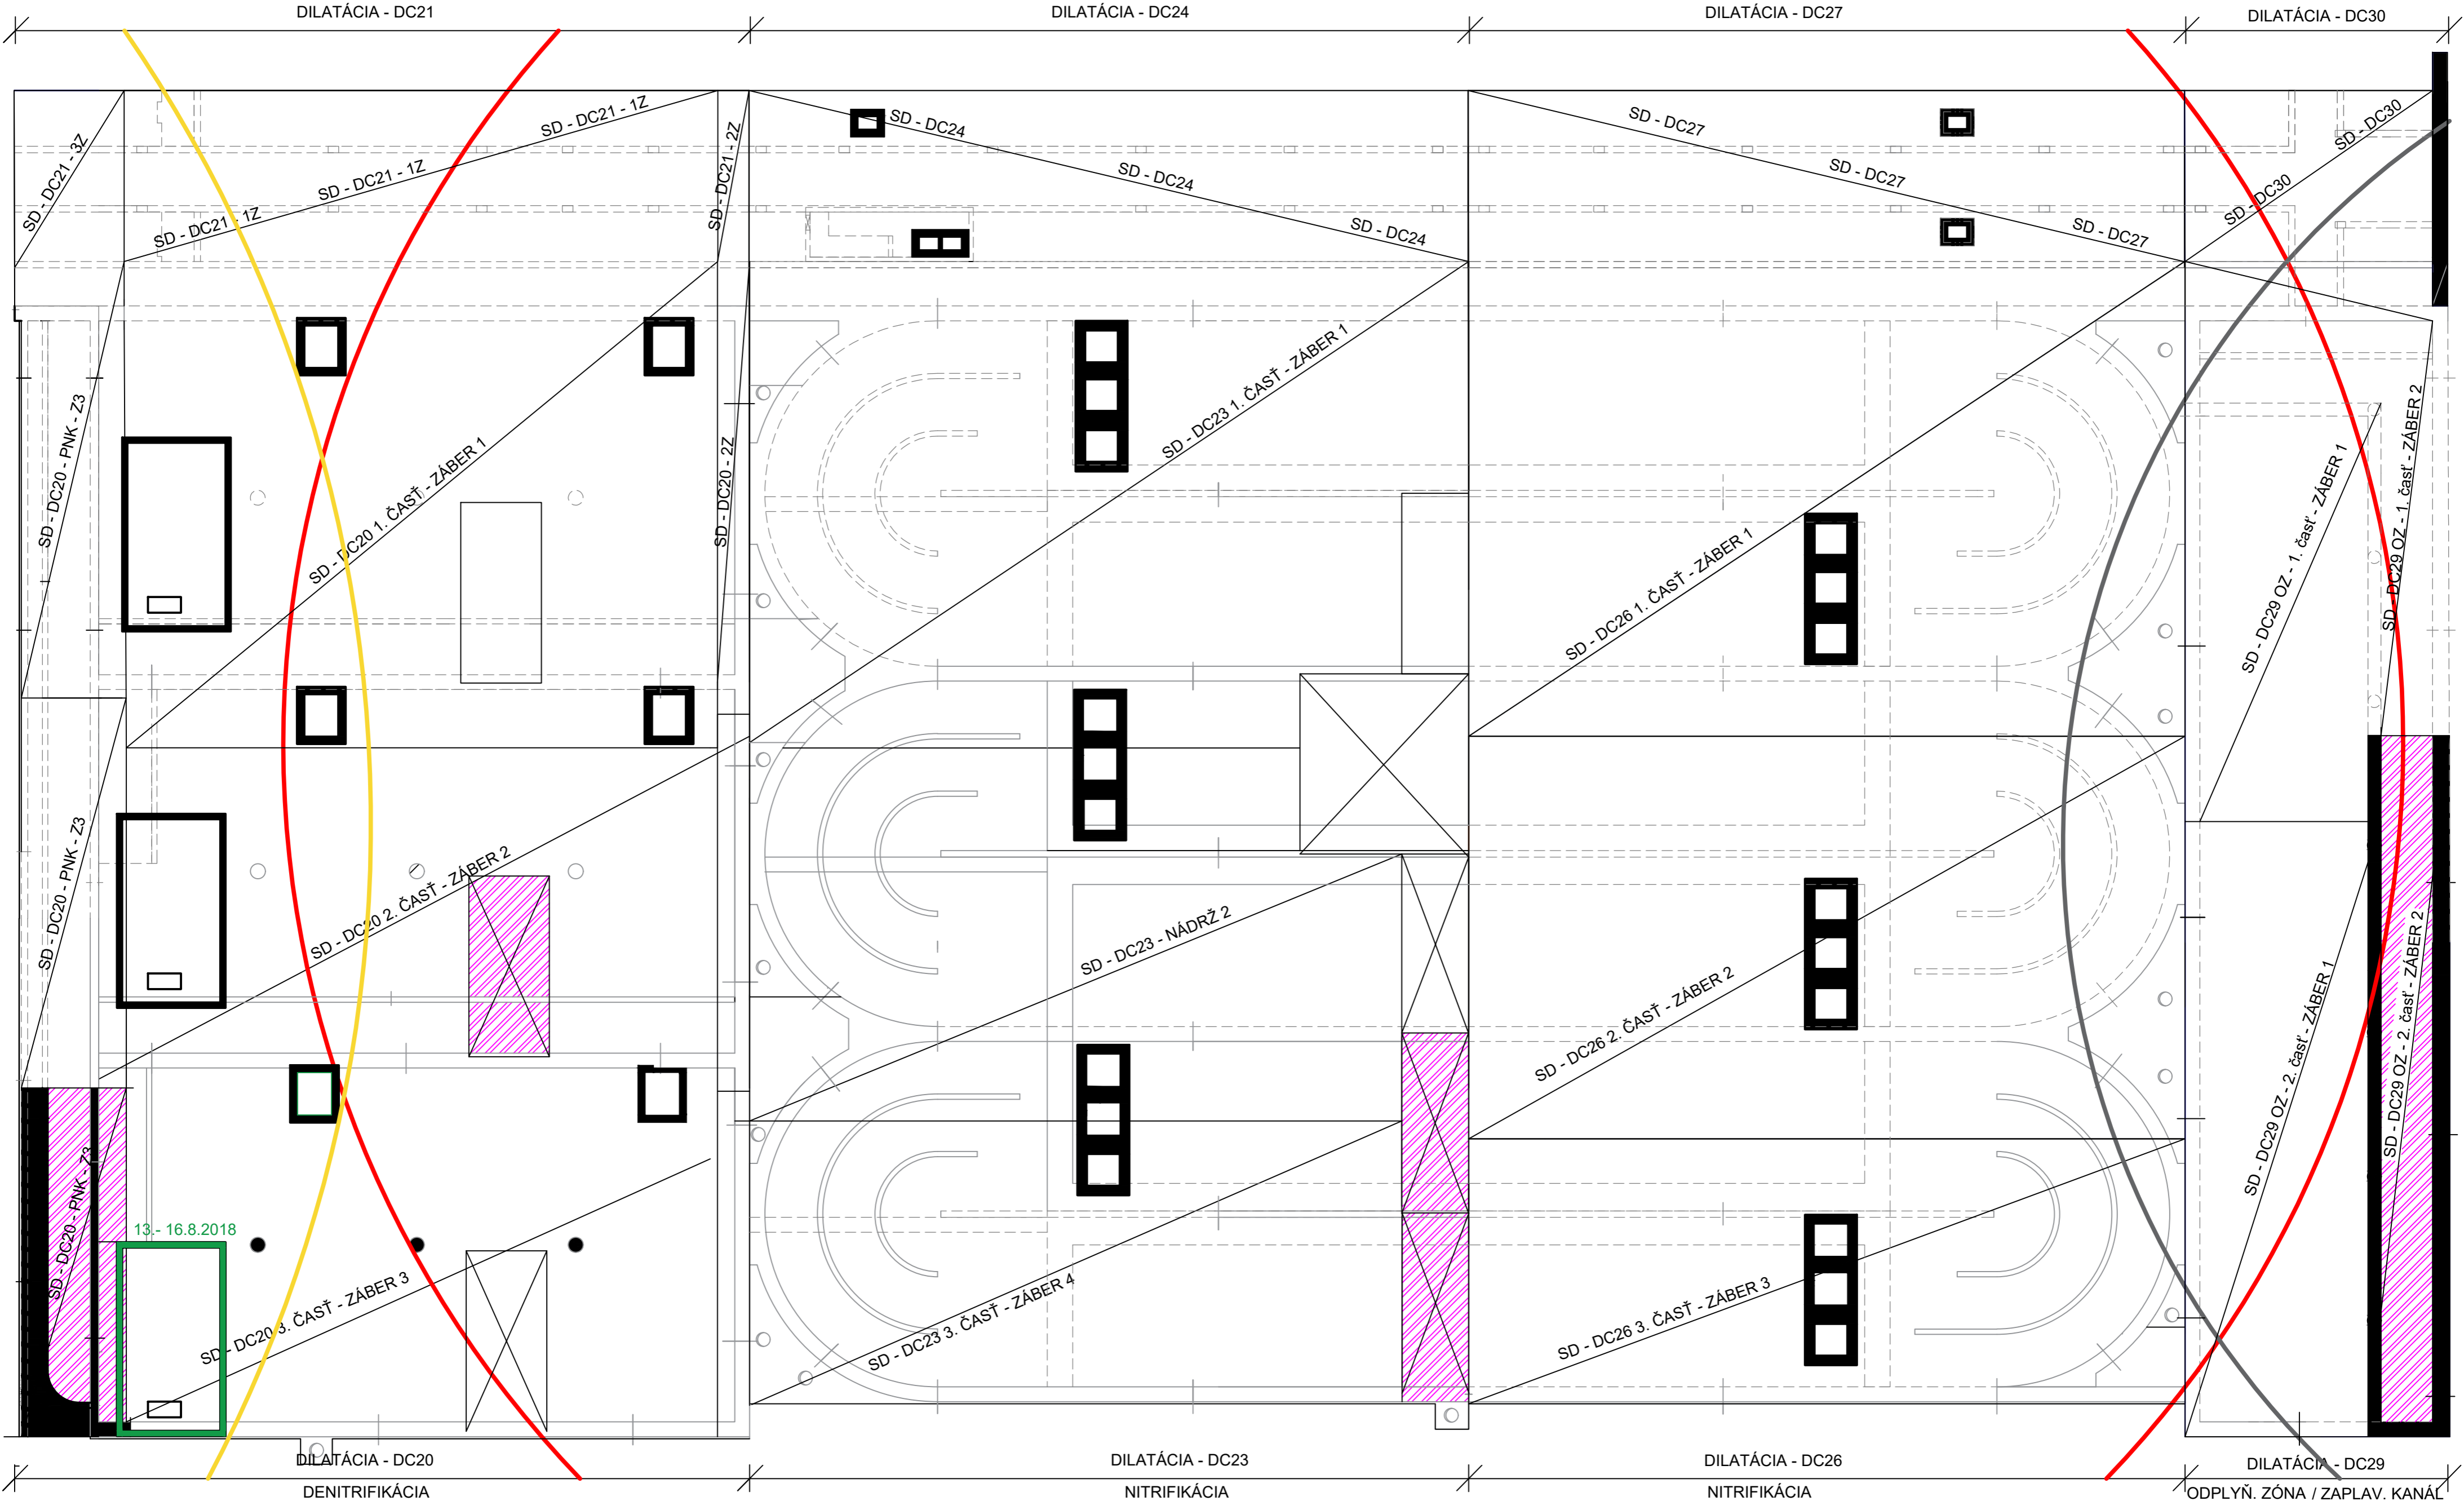 DILATÁCIA - DC21
DILATÁCIA - DC24
DILATÁCIA - DC27
DILATÁCIA - DC30
SD - DC21 - 3Z
SD - DC21 - 1Z
SD - DC21 - 1Z
SD - DC21 - 1Z
SD - DC21 - 2Z
SD - DC24
SD - DC24
SD - DC24
SD - DC27
SD - DC27
SD - DC27
SD - DC30
SD - DC30
SD - DC20 - PNK - Z3
SD - DC20 1. ČASŤ - ZÁBER 1
SD - DC20 - 2Z
SD - DC23 1. ČASŤ - ZÁBER 1
SD - DC26 1. ČASŤ - ZÁBER 1
SD - DC29 OZ - 1. časť - ZÁBER 1
SD - DC29 OZ - 1. časť - ZÁBER 2
SD - DC20 - PNK - Z3
SD - DC20 2. ČASŤ - ZÁBER 2
SD - DC23 - NÁDRŽ 2
SD - DC26 2. ČASŤ - ZÁBER 2
SD - DC29 OZ - 2. časť - ZÁBER 1
SD - DC29 OZ - 2. časť - ZÁBER 2
SD - DC20 - PNK - Z3
13.- 16.8.2018
SD - DC20 3. ČASŤ - ZÁBER 3
SD - DC23 3. ČASŤ - ZÁBER 4
SD - DC26 3. ČASŤ - ZÁBER 3
DILATÁCIA - DC20
DILATÁCIA - DC23
DILATÁCIA - DC26
DILATÁCIA - DC29
DENITRIFIKÁCIA
NITRIFIKÁCIA
NITRIFIKÁCIA
ODPLYŇ. ZÓNA / ZAPLAV. KANÁL